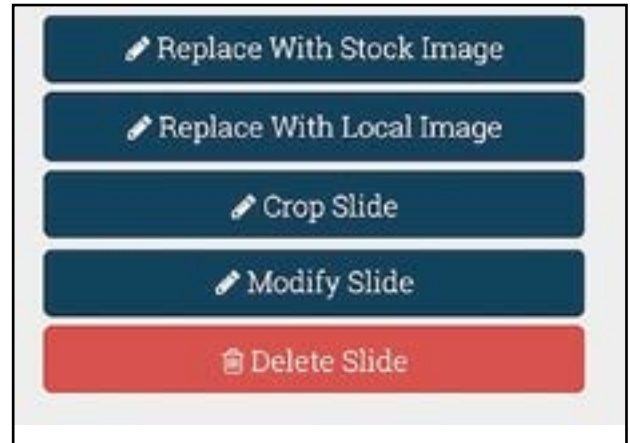 Replace With Stock Image
Replace With Local Image
Crop Slide
Modify Slide
Delete Slide